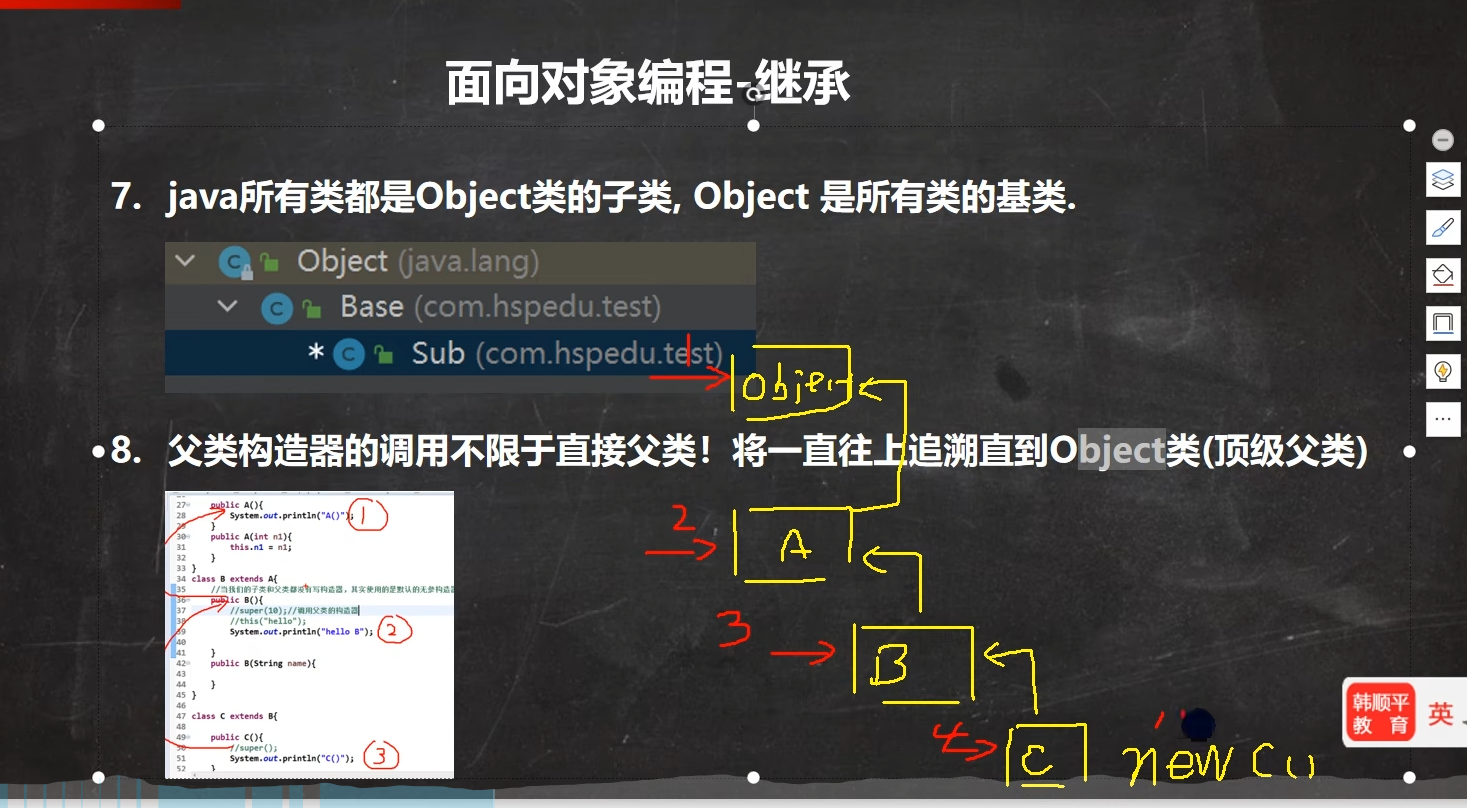 面向对象编程-继承
7. java所有类都是Object类的子类, Object 是所有类的基类.
Object (java.lang)
Base (com.hspedu.test)
* Sub (com.hspedu.test)
1
Objec
8. 父类构造器的调用不限于直接父类！将一直往上追溯直到Object类(顶级父类)
27 public A(){
28 System.out.println("A()"); 1
29 }
30 public A(int n1){
31 this.n1 = n1;
32 }
33 }
34 class B extends A{
35 //当我们的子类和父类都没有写构造器，其实使用的是默认的无参构造器
36 public B(){
37 //super(10);//调用父类的构造器
38 //this("hello");
39 System.out.println("hello B"); 2
40
41 }
42 public B(String name){
43
44 }
45 }
46
47 class C extends B{
48
49 public C(){
50 //super();
51 System.out.println("C()"); 3
52 }
2
A
3
B
4
C new C()
韩顺平
教 育
英